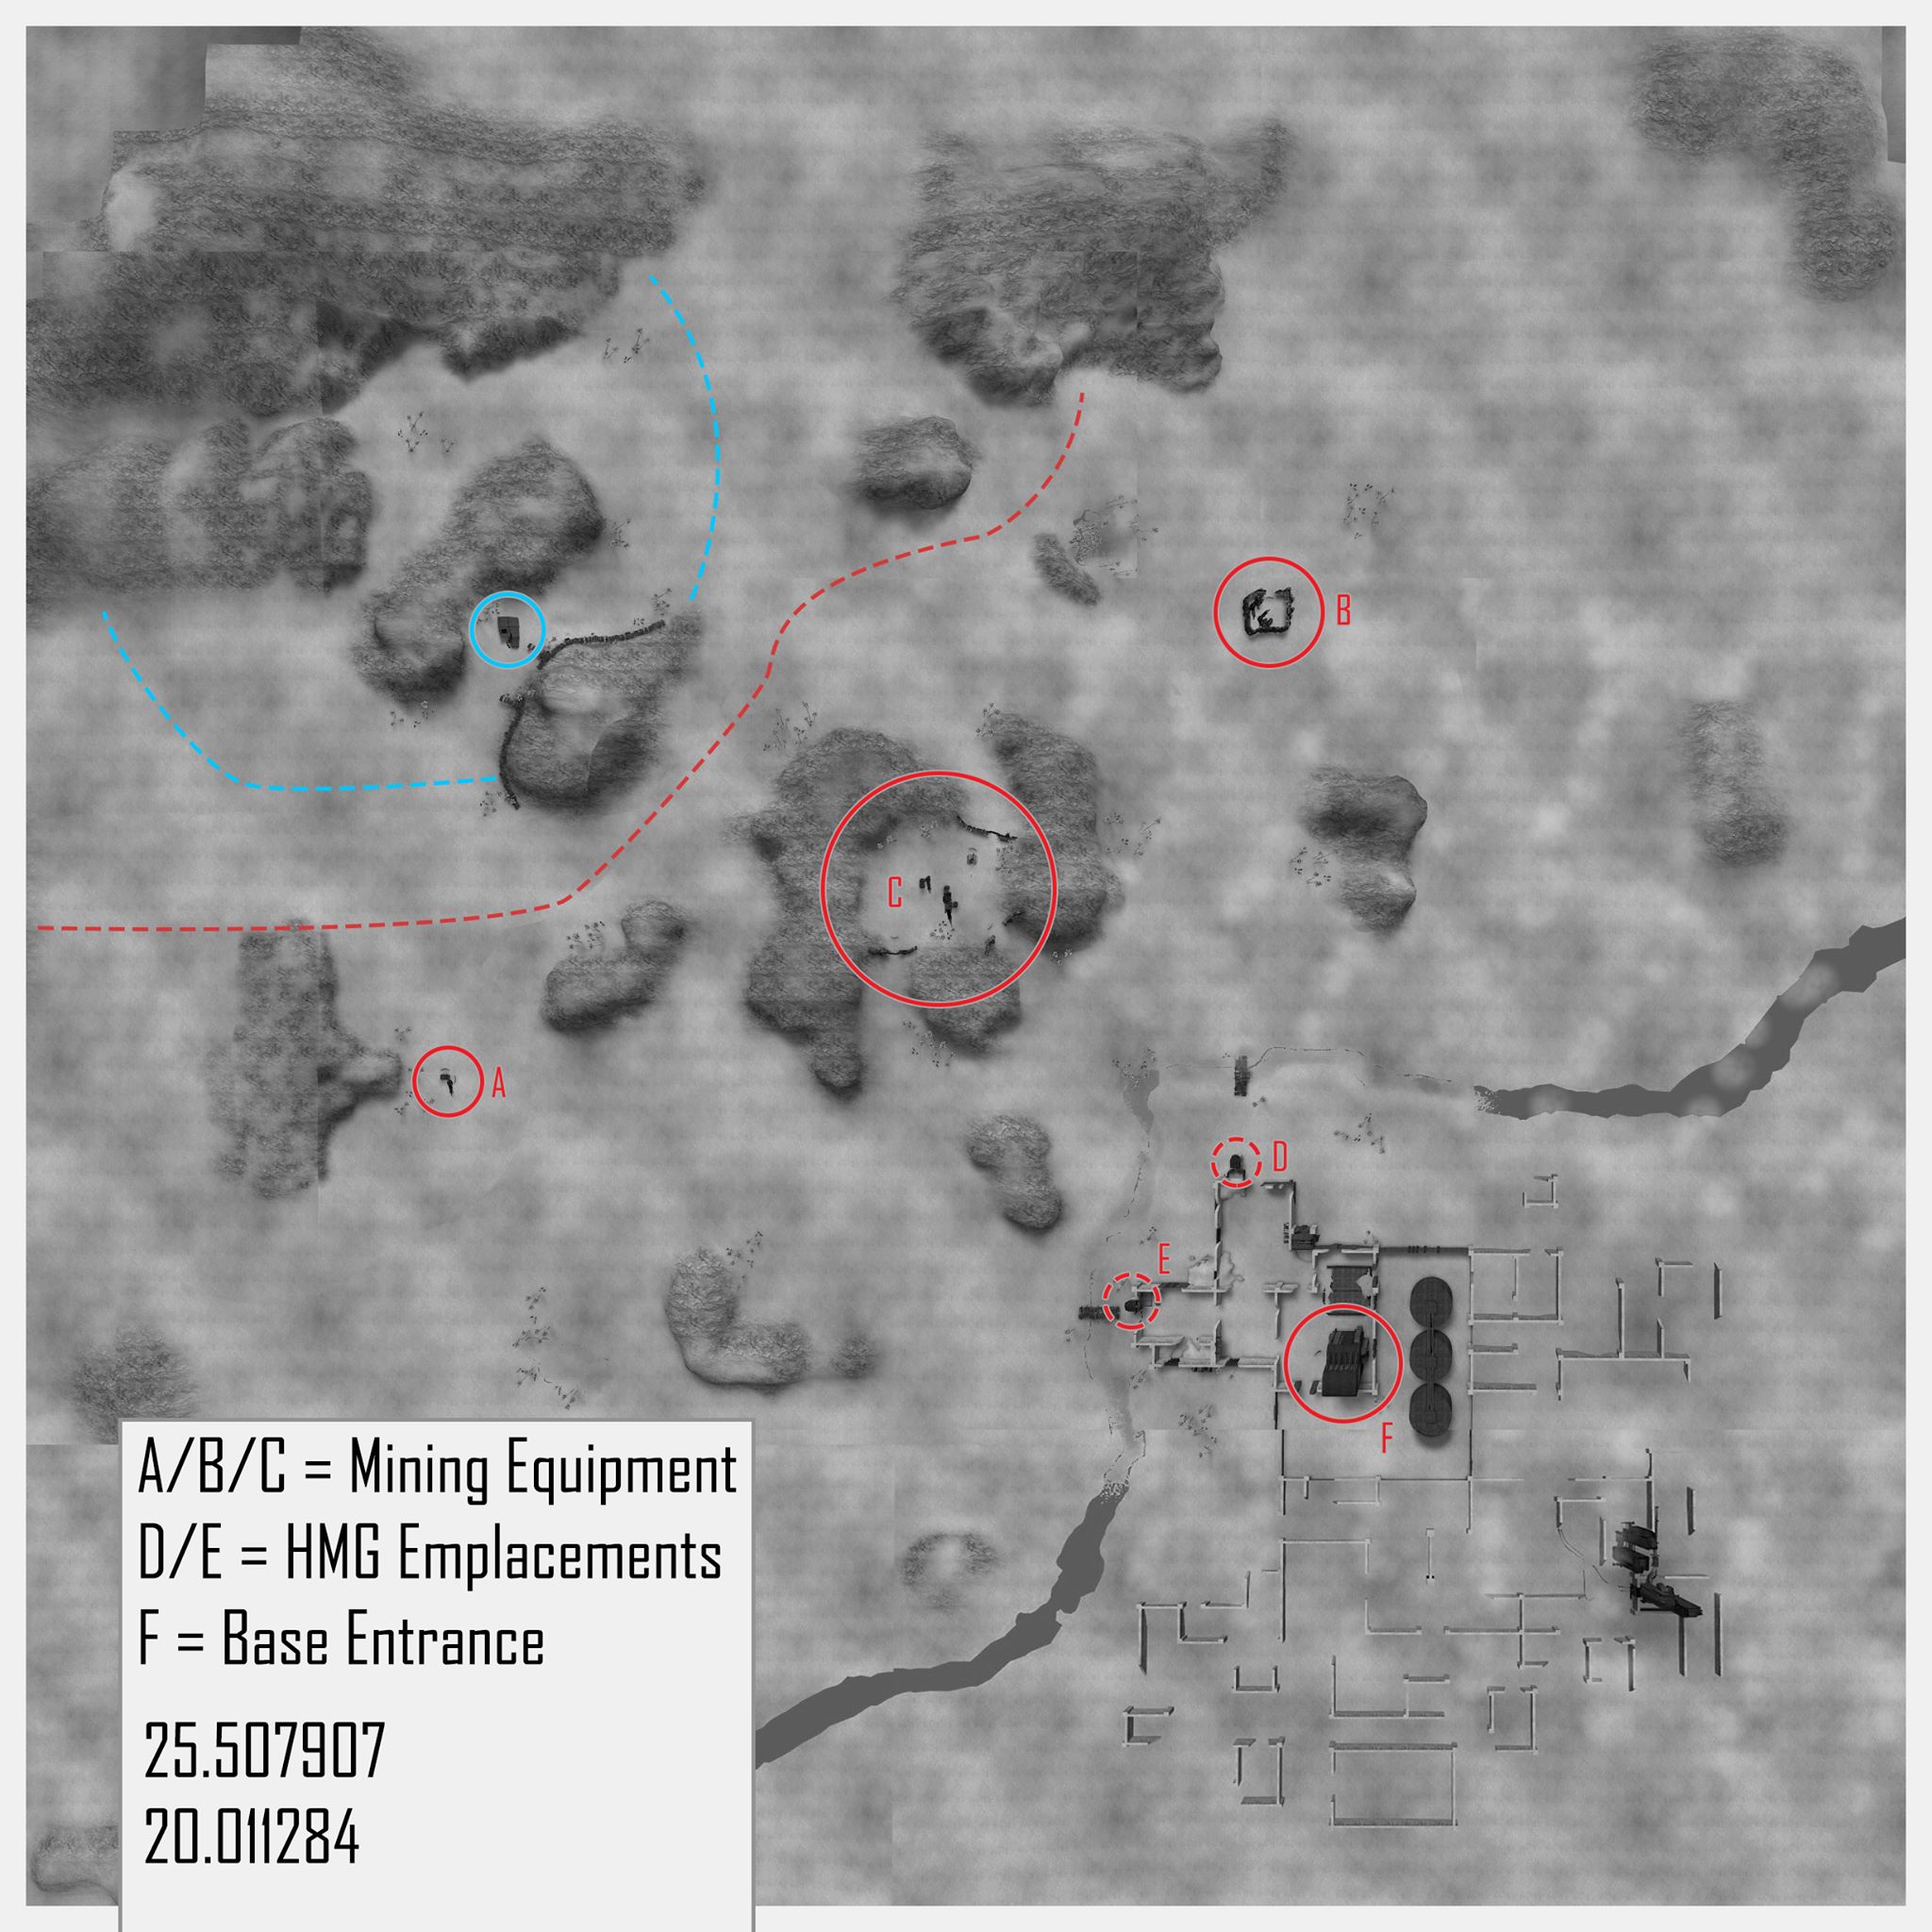 B
C
A
D
E
F
A/B/C = Mining Equipment
D/E = HMG Emplacements
F = Base Entrance
25.507907
20.011284